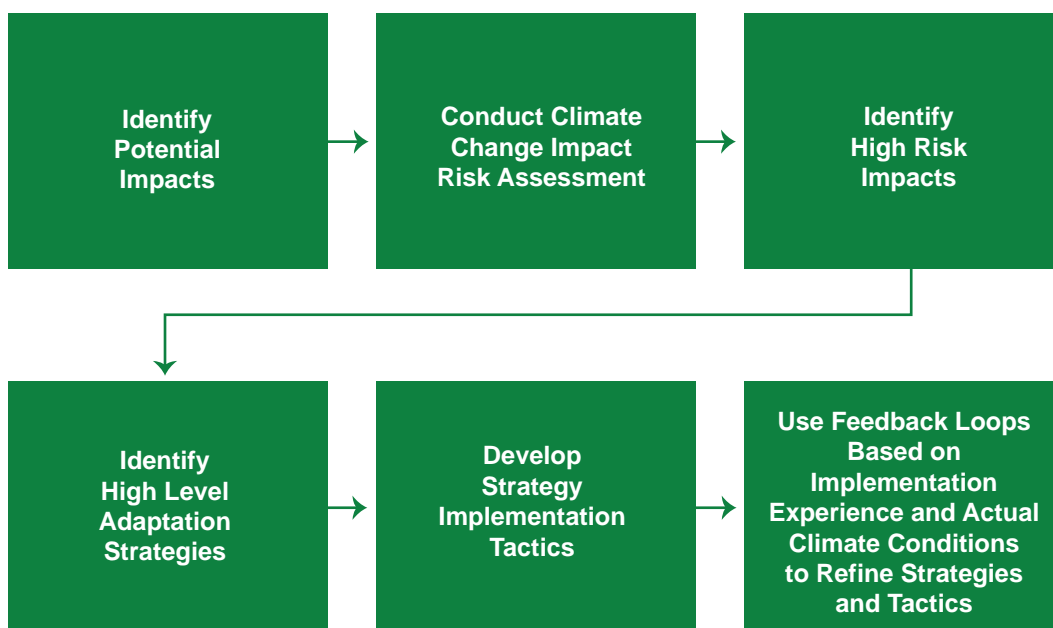 Identify
Potential
Impacts
Conduct Climate
Change Impact
Risk Assessment
Identify
High Risk
Impacts
Identify
High Level
Adaptation
Strategies
Develop
Strategy
Implementation
Tactics
Use Feedback Loops
Based on
Implementation
Experience and Actual
Climate Conditions
to Refine Strategies
and Tactics